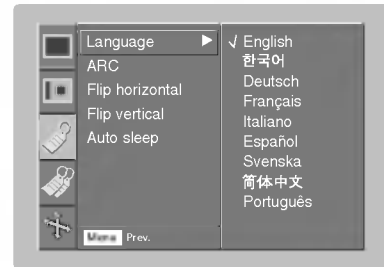 Language ▶
ARC
Flip horizontal
Flip vertical
Auto sleep
Menu Prev.
√ English
한국어
Deutsch
Français
Italiano
Español
Svenska
简体中文
Português